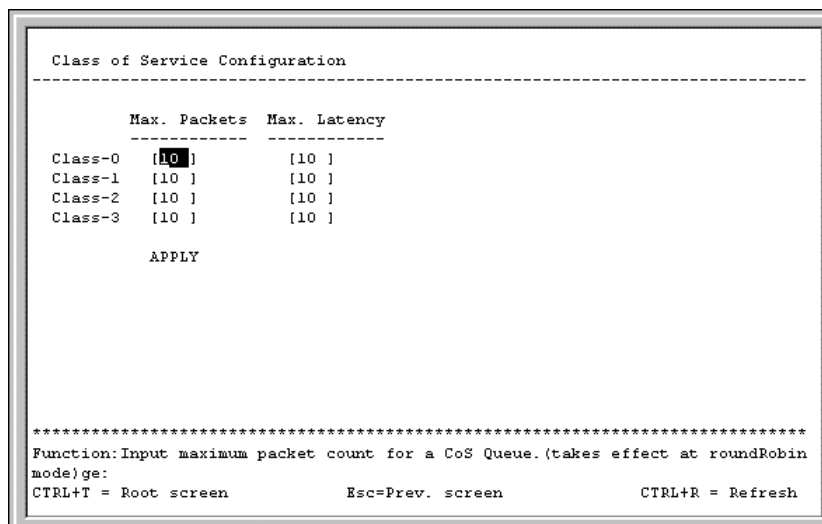 Class of Service Configuration
--------------------------------------------------------------------------------
Max. Packets Max. Latency
------------ ------------
Class-0 [10 ] [10 ]
Class-1 [10 ] [10 ]
Class-2 [10 ] [10 ]
Class-3 [10 ] [10 ]
APPLY
********************************************************************************
Function:Input maximum packet count for a CoS Queue.(takes effect at roundRobin
mode)ge:
CTRL+T = Root screen Esc=Prev. screen CTRL+R = Refresh